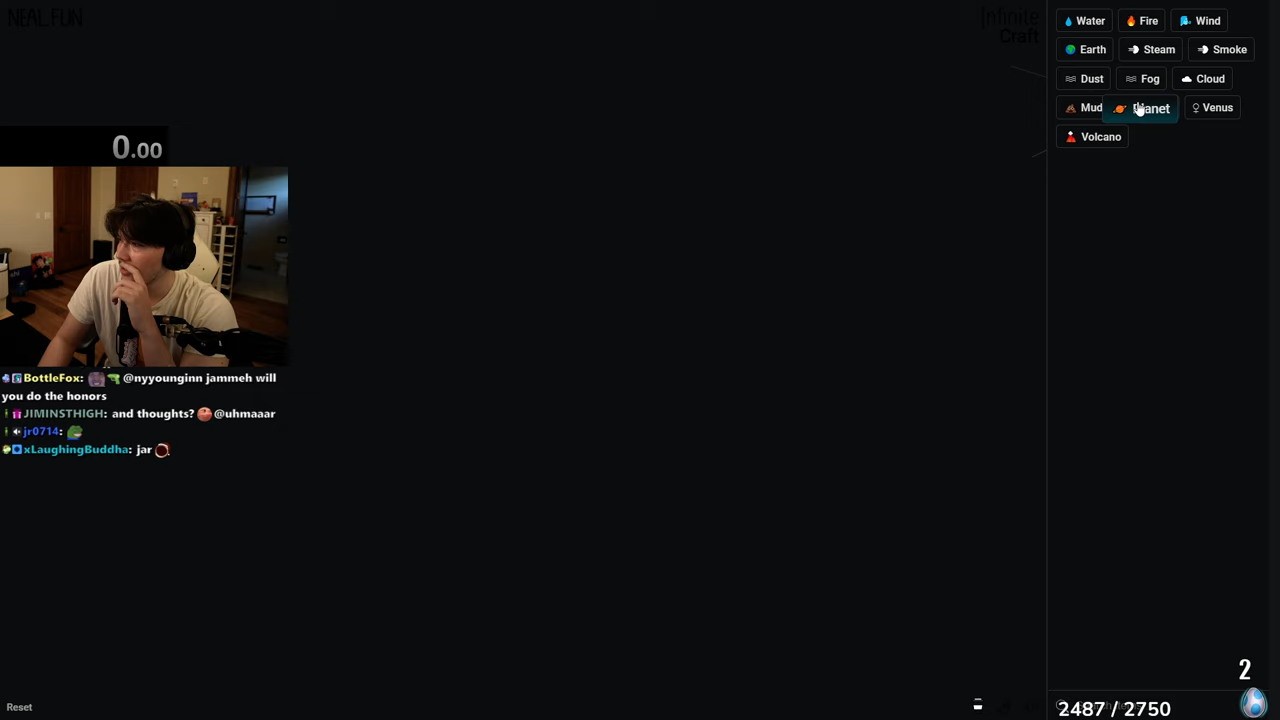 NEAL.FUN
Infinite
Craft
Water
Fire
Wind
Earth
Steam
Smoke
Dust
Fog
Cloud
Mud
Planet
Venus
Volcano
0.00
BottleFox: @nyyounginn jammeh will
you do the honors
JIMINSTHIGH: and thoughts? @uhmaaar
jr0714:
xLaughingBuddha: jar
2
Reset
2487 / 2750